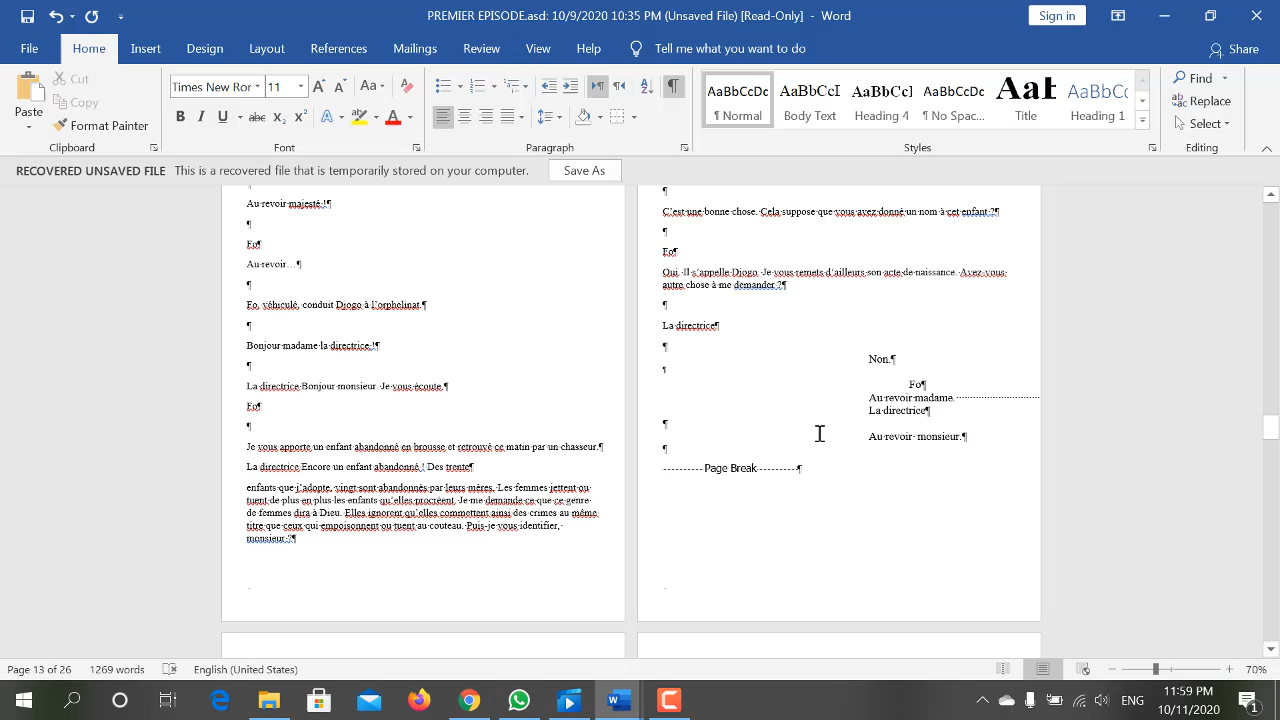 PREMIER EPISODE.asd: 10/9/2020 10:35 PM (Unsaved File) [Read-Only] - Word
Sign in
File Home Insert Design Layout References Mailings Review View Help Tell me what you want to do Share
Paste
Cut
Copy
Format Painter
Clipboard
Times New Ror 11
Font
Paragraph
AaBbCcDc AaBbCcI AaBbCcI AaBbCcDc AaBl AaBbCc
¶ Normal Body Text Heading 4 ¶ No Spac... Title Heading 1
Styles
Find
Replace
Select
Editing
RECOVERED UNSAVED FILE This is a recovered file that is temporarily stored on your computer. Save As
Au revoir majesté !¶
¶
Fo¶
Au revoir…¶
¶
Fo, véhiculé, conduit Djogo à l’orphelinat.¶
¶
Bonjour madame la directrice !¶
¶
La directrice Bonjour monsieur. Je vous écoute.¶
Fo¶
¶
Je vous apporte un enfant abandonné en brousse et retrouvé ce matin par un chasseur.¶
La directrice Encore un enfant abandonné ! Des trente¶
enfants que j’adopte, vingt sont abandonnés par leurs mères. Les femmes jettent ou
tuent de plus en plus les enfants qu’elles procréent. Je me demande ce que ce genre
de femmes dira à Dieu. Elles ignorent qu’elles commettent ainsi des crimes au même
titre que ceux qui empoisonnent ou tuent au couteau. Puis-je vous identifier,
monsieur ?¶
¶
C’est une bonne chose. Cela suppose que vous avez donné un nom à cet enfant ?¶
¶
Fo¶
Oui. Il s’appelle Djogo. Je vous remets d’ailleurs son acte de naissance. Avez-vous
autre chose à me demander ?¶
¶
La directrice¶
¶
Non.¶
¶
Fo¶
Au revoir madame.
La directrice¶
¶
Au revoir monsieur.¶
¶
Page Break ¶
Page 13 of 26 1269 words English (United States) 70%
ENG
11:59 PM
10/11/2020
1